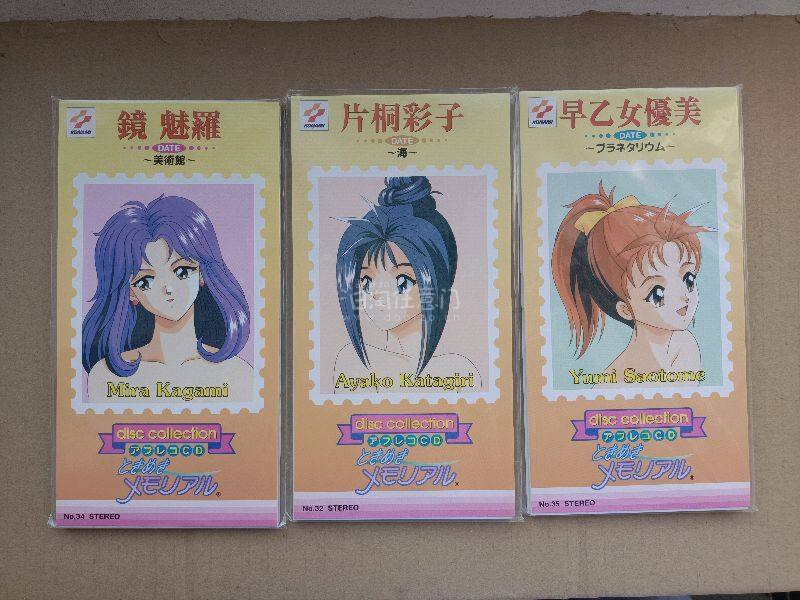 KONAMI
鏡 魅羅
DATE
～美術館～
Mira Kagami
disc collection
アフレコCD
ときめき
メモリアル®
No.34 STEREO
KONAMI
片桐彩子
DATE
～海～
Ayako Katagiri
disc collection
アフレコCD
ときめき
メモリアル
No.32 STEREO
KONAMI
早乙女優美
DATE
～プラネタリウム～
Yumi Saotome
disc collection
アフレコCD
ときめき
メモリアル®
No.35 STEREO
任意门